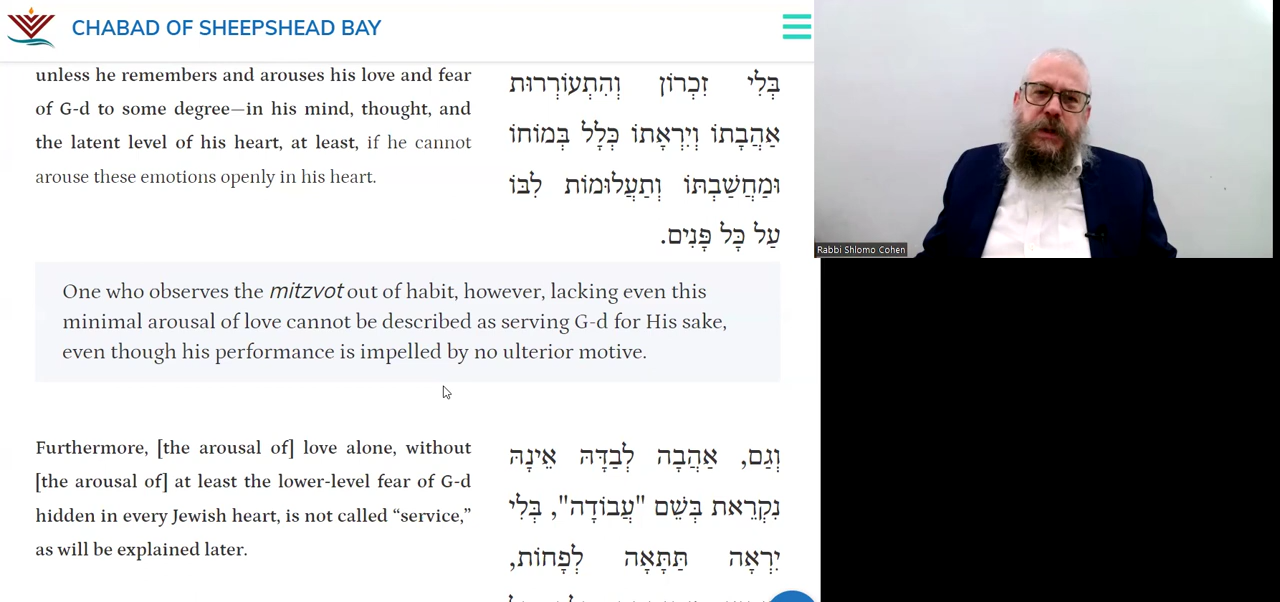 CHABAD OF SHEEPSHEAD BAY
unless he remembers and arouses his love and fear
of G-d to some degree—in his mind, thought, and
the latent level of his heart, at least, if he cannot
arouse these emotions openly in his heart.
בְּלִי זִכְרוֹן וְהִתְעוֹרְרוּת
אַהֲבָתוֹ וְיִרְאָתוֹ כְּלָל בְּמוֹחוֹ
וּמַחֲשַׁבְתּוֹ וְתַעֲלוּמוֹת לִבּוֹ
עַל כָּל פָּנִים.
One who observes the mitzvot out of habit, however, lacking even this
minimal arousal of love cannot be described as serving G-d for His sake,
even though his performance is impelled by no ulterior motive.
Furthermore, [the arousal of] love alone, without
[the arousal of] at least the lower-level fear of G-d
hidden in every Jewish heart, is not called “service,”
as will be explained later.
וְגַם, אַהֲבָה לְבַדָּהּ אֵינָהּ
נִקְרֵאת בְּשֵׁם "עֲבוֹדָה", בְּלִי
יִרְאָה תַּתָּאָה לְפָחוֹת,
Rabbi Shlomo Cohen